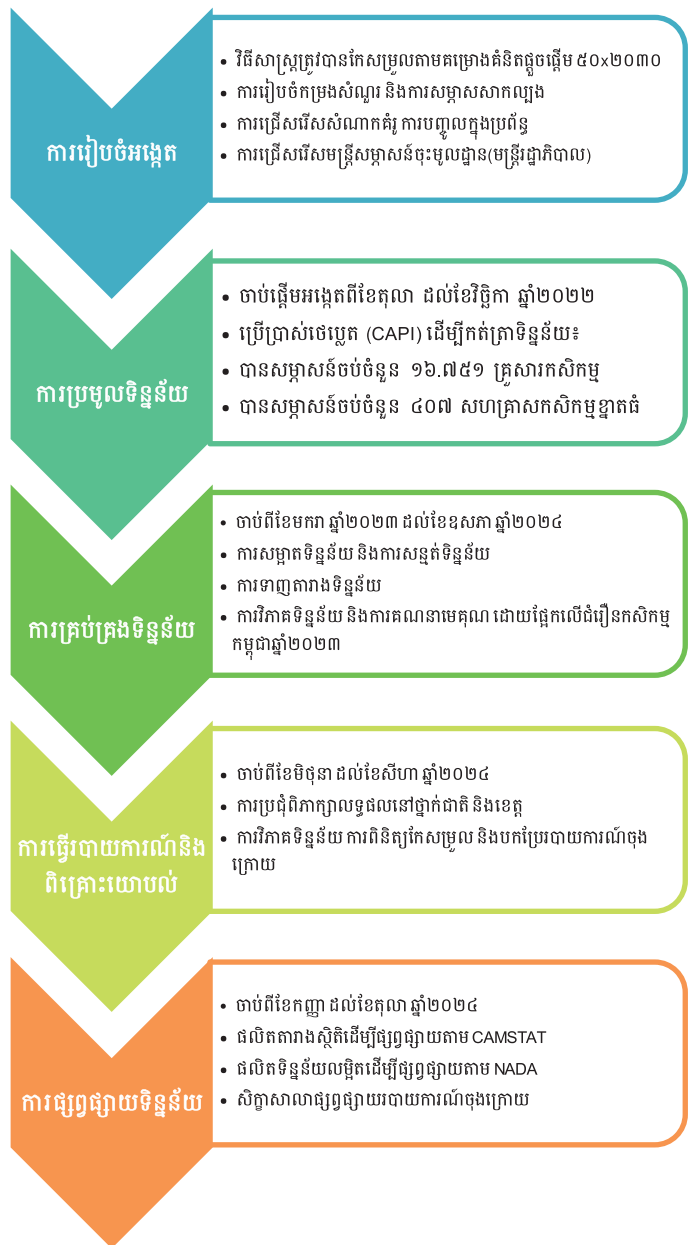 ការរៀបចំអង្កេត
• វិធីសាស្ត្រត្រូវបានកែសម្រួលតាមគម្រោងគំនិតផ្តួចផ្តើម ៥០x២០៣០
• ការរៀបចំកម្រងសំណួរ និងការសម្ភាសសាកល្បង
• ការជ្រើសរើសសំណាកគំរូ ការបញ្ចូលក្នុងប្រព័ន្ធ
• ការជ្រើសរើសមន្ត្រីសម្ភាសន៍ចុះមូលដ្ឋាន(មន្ត្រីរដ្ឋាភិបាល)
ការប្រមូលទិន្នន័យ
• ចាប់ផ្តើមអង្កេតពីខែតុលា ដល់ខែវិច្ឆិកា ឆ្នាំ២០២២
• ប្រើប្រាស់ថេប្លេត (CAPI) ដើម្បីកត់ត្រាទិន្នន័យ៖
• បានសម្ភាសន៍ចប់ចំនួន ១៦.៧៥១ គ្រួសារកសិកម្ម
• បានសម្ភាសន៍ចប់ចំនួន ៤០៧ សហគ្រាសកសិកម្មខ្នាតធំ
ការគ្រប់គ្រងទិន្នន័យ
• ចាប់ពីខែមករា ឆ្នាំ២០២៣ ដល់ខែឧសភា ឆ្នាំ២០២៤
• ការសម្អាតទិន្នន័យ និងការសន្មត់ទិន្នន័យ
• ការទាញតារាងទិន្នន័យ
• ការវិភាគទិន្នន័យ និងការគណនាមេគុណ ដោយផ្អែកលើជំរឿនកសិកម្ម
កម្ពុជាឆ្នាំ២០២៣
ការធ្វើរបាយការណ៍និង
ពិគ្រោះយោបល់
• ចាប់ពីខែមិថុនា ដល់ខែសីហា ឆ្នាំ២០២៤
• ការប្រជុំពិភាក្សាលទ្ធផលនៅថ្នាក់ជាតិ និងខេត្ត
• ការវិភាគទិន្នន័យ ការពិនិត្យកែសម្រួល និងបកប្រែរបាយការណ៍ចុង
ក្រោយ
ការផ្សព្វផ្សាយទិន្នន័យ
• ចាប់ពីខែកញ្ញា ដល់ខែតុលា ឆ្នាំ២០២៤
• ផលិតតារាងស្ថិតិដើម្បីផ្សព្វផ្សាយតាម CAMSTAT
• ផលិតទិន្នន័យលម្អិតដើម្បីផ្សព្វផ្សាយតាម NADA
• សិក្ខាសាលាផ្សព្វផ្សាយរបាយការណ៍ចុងក្រោយ